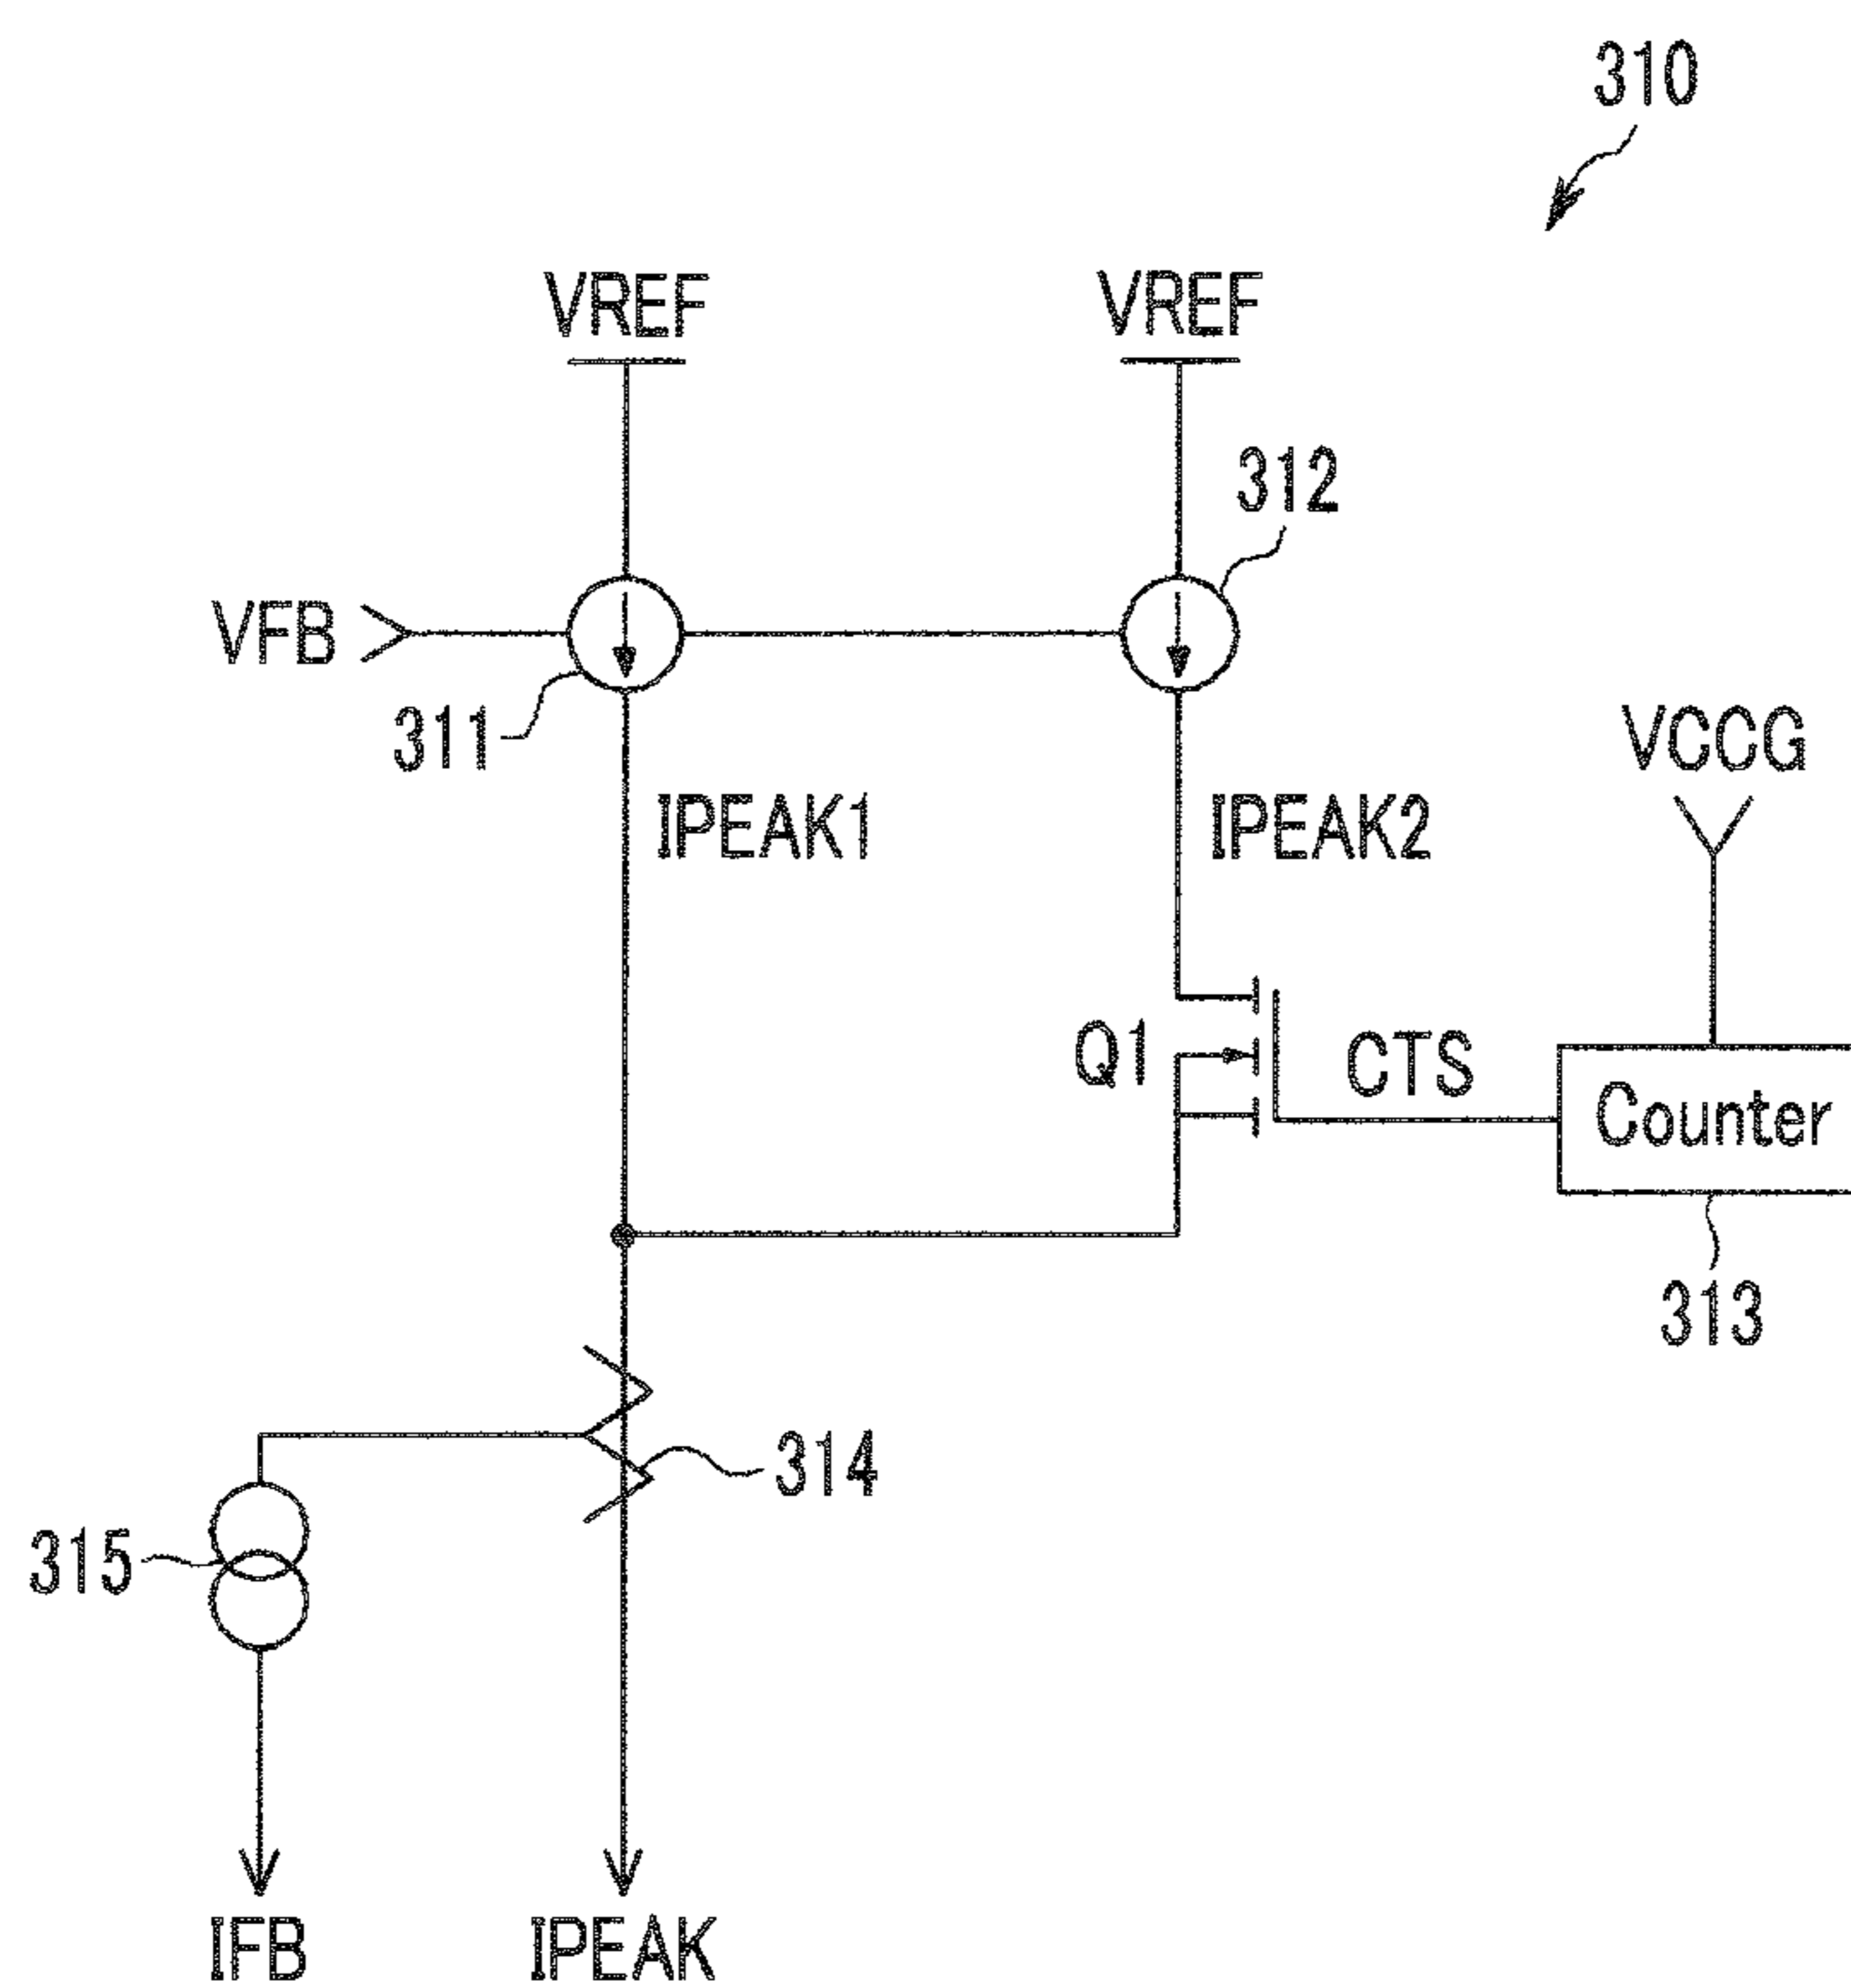 310
VREF
VREF
312
VFB
311
VCCG
IPEAK1
IPEAK2
Q1
CTS
Counter
313
314
315
IFB
IPEAK